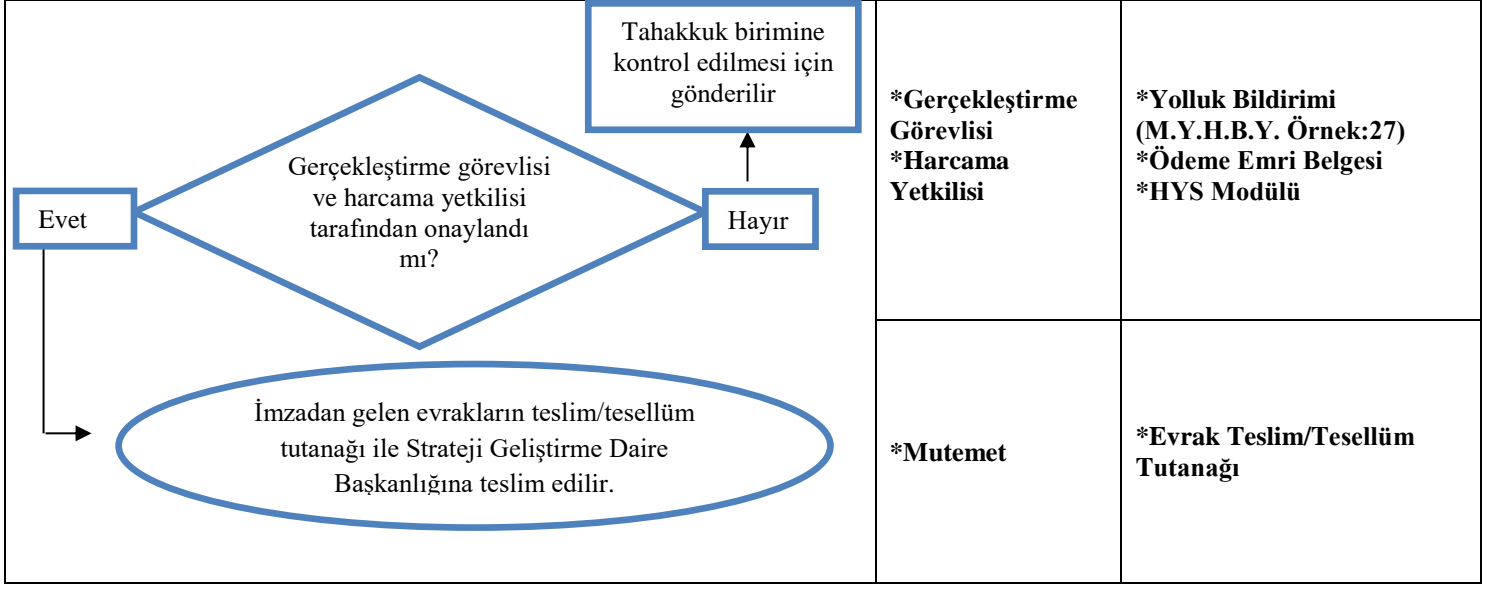 Tahakkuk birimine
kontrol edilmesi için
gönderilir
Gerçekleştirme görevlisi
ve harcama yetkilisi
tarafından onaylandı
mı?
Evet
Hayır
*Gerçekleştirme
Görevlisi
*Harcama
Yetkilisi
*Yolluk Bildirimi
(M.Y.H.B.Y. Örnek:27)
*Ödeme Emri Belgesi
*HYS Modülü
İmzadan gelen evrakların teslim/tesellüm
tutanağı ile Strateji Geliştirme Daire
Başkanlığına teslim edilir.
*Mutemet
*Evrak Teslim/Tesellüm
Tutanağı